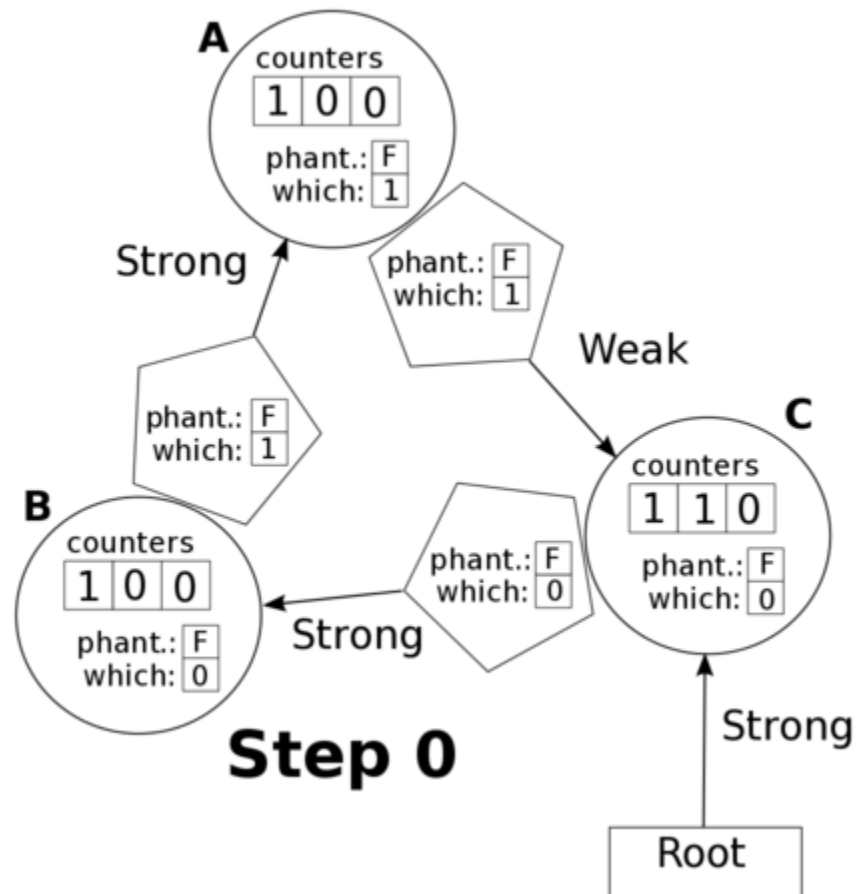 A
counters
1 0 0
phant.: F
which: 1
Strong
phant.: F
which: 1
Weak
phant.: F
which: 1
C
counters
1 1 0
phant.: F
which: 0
B
counters
1 0 0
phant.: F
which: 0
phant.: F
which: 0
Strong
Step 0
Strong
Root